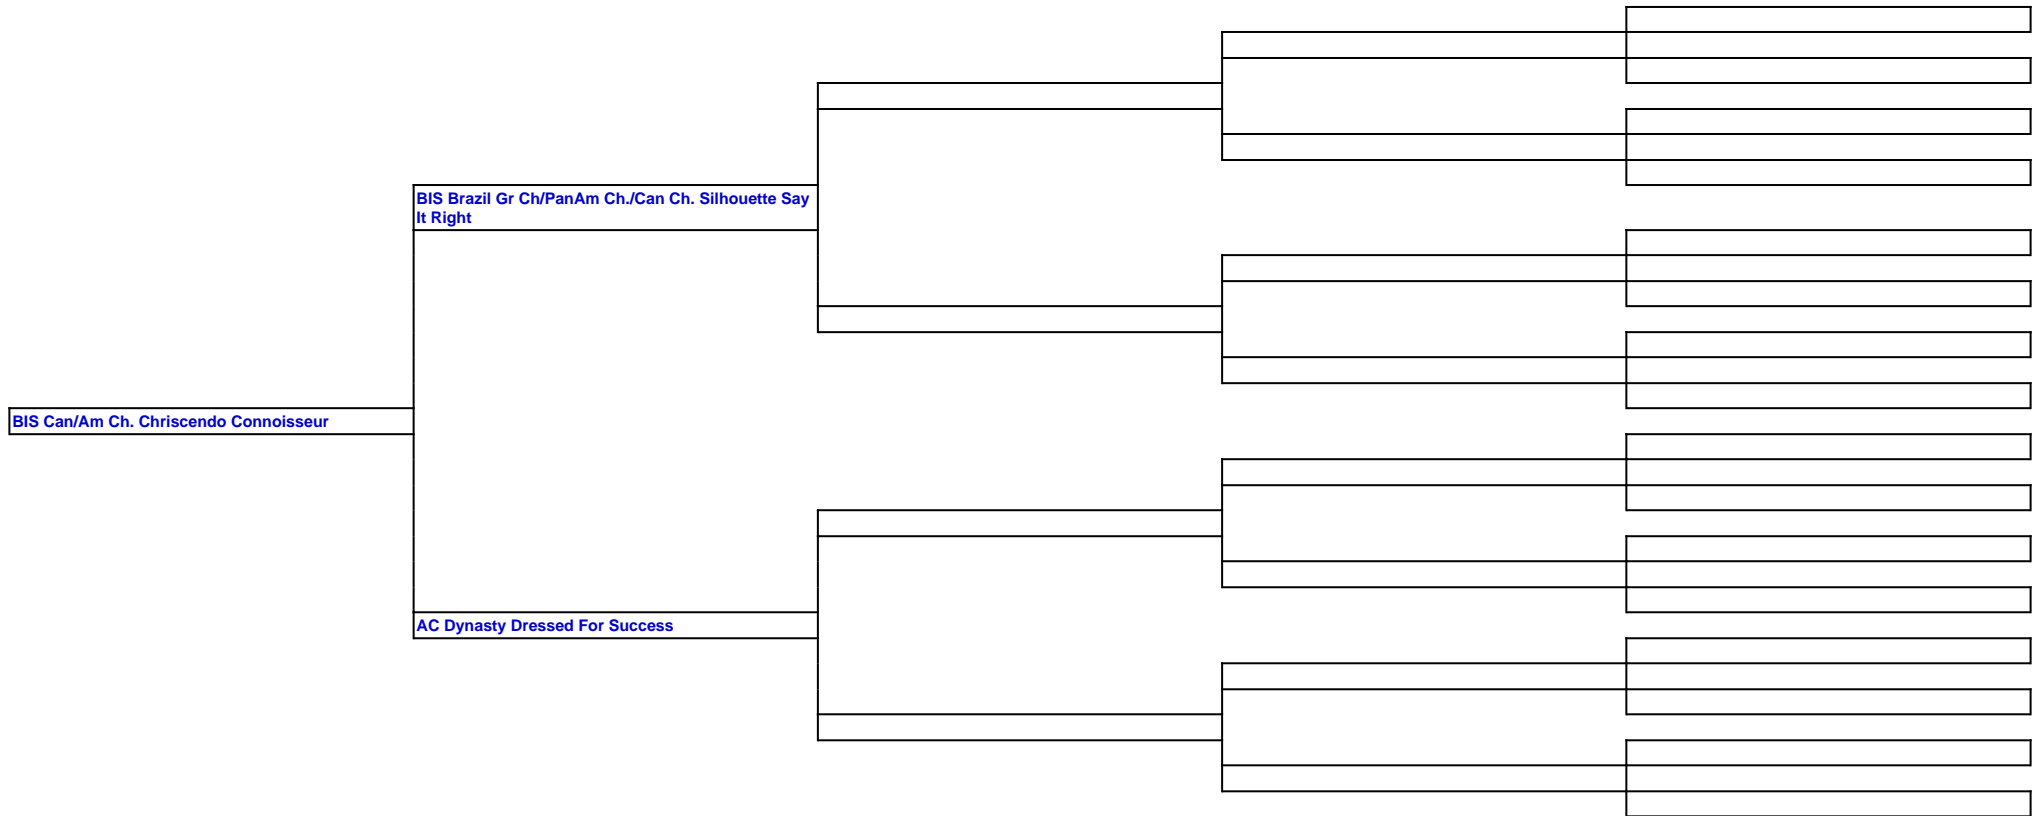 BIS Brazil Gr Ch/PanAm Ch./Can Ch. Silhouette Say
It Right
BIS Can/Am Ch. Chriscendo Connoisseur
AC Dynasty Dressed For Success